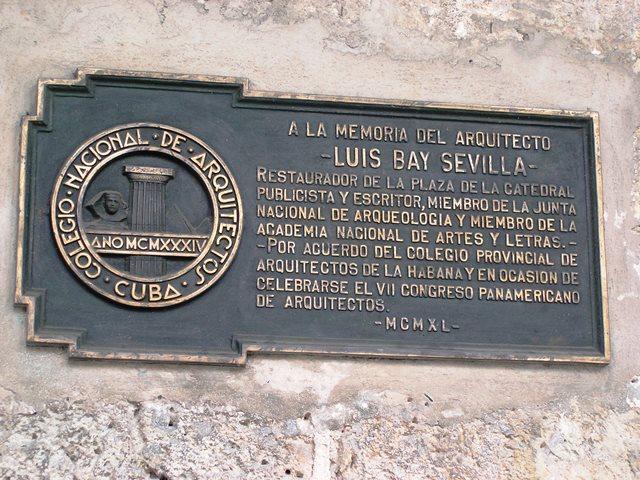 COLEGIO·NACIONAL·DE·ARQUITECTOS
AÑO MCMXXXIV
CUBA
A LA MEMORIA DEL ARQUITECTO
-LUIS BAY SEVILLA-
RESTAURADOR DE LA PLAZA DE LA CATEDRAL
PUBLICISTA Y ESCRITOR, MIEMBRO DE LA JUNTA
NACIONAL DE ARQUEOLOGIA Y MIEMBRO DE LA
ACADEMIA NACIONAL DE ARTES Y LETRAS.-
-POR ACUERDO DEL COLEGIO PROVINCIAL DE
ARQUITECTOS DE LA HABANA Y EN OCASION DE
CELEBRARSE EL VII CONGRESO PANAMERICANO
DE ARQUITECTOS.
-MCMXL-